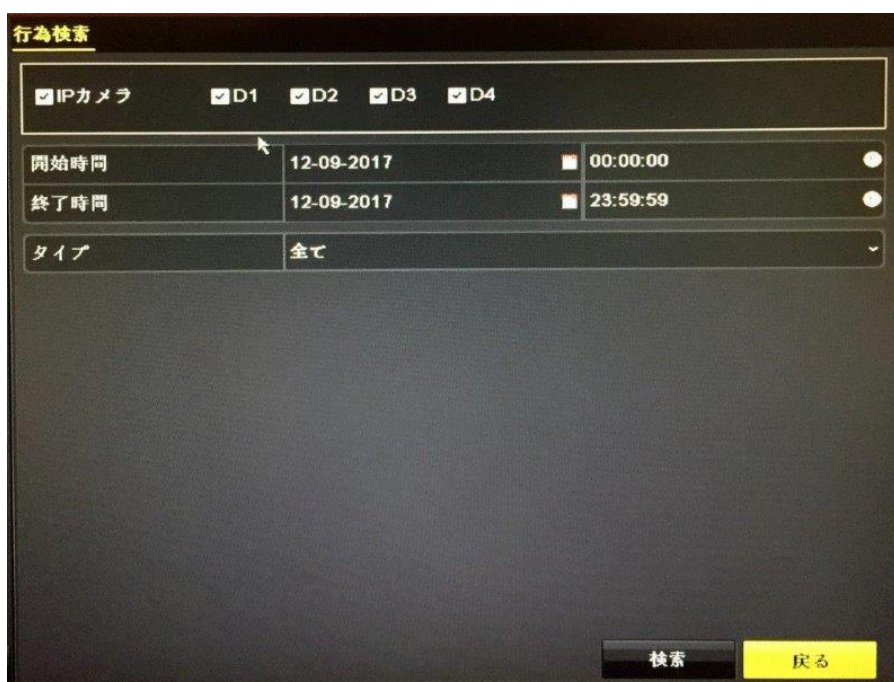 行為検索
IPカメラ D1 D2 D3 D4
開始時間 12-09-2017 00:00:00
終了時間 12-09-2017 23:59:59
タイプ 全て
検索 戻る